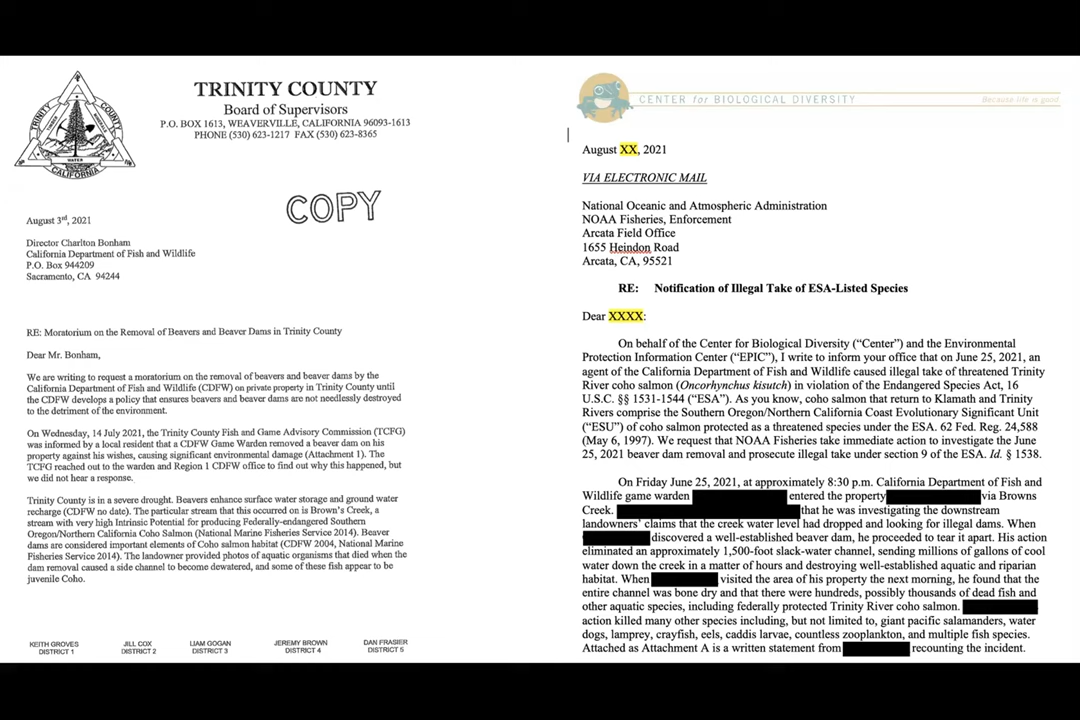 TRINITY COUNTY
Board of Supervisors
P.O. BOX 1613, WEAVERVILLE, CALIFORNIA 96093-1613
PHONE (530) 623-1217 FAX (530) 623-8365
TRINITY COUNTY
WATER
CALIFORNIA
COPY
August 3rd, 2021
Director Charlton Bonham
California Department of Fish and Wildlife
P.O. Box 944209
Sacramento, CA 94244
RE: Moratorium on the Removal of Beavers and Beaver Dams in Trinity County
Dear Mr. Bonham,
We are writing to request a moratorium on the removal of beavers and beaver dams by the
California Department of Fish and Wildlife (CDFW) on private property in Trinity County until
the CDFW develops a policy that ensures beavers and beaver dams are not needlessly destroyed
to the detriment of the environment.
On Wednesday, 14 July 2021, the Trinity County Fish and Game Advisory Commission (TCFG)
was informed by a local resident that a CDFW Game Warden removed a beaver dam on his
property against his wishes, causing significant environmental damage (Attachment 1). The
TCFG reached out to the warden and Region 1 CDFW office to find out why this happened, but
we did not hear a response.
Trinity County is in a severe drought. Beavers enhance surface water storage and ground water
recharge (CDFW no date). The particular stream that this occurred on is Brown's Creek, a
stream with very high Intrinsic Potential for producing Federally-endangered Southern
Oregon/Northern California Coho Salmon (National Marine Fisheries Service 2014). Beaver
dams are considered important elements of Coho salmon habitat (CDFW 2004, National Marine
Fisheries Service 2014). The landowner provided photos of aquatic organisms that died when the
dam removal caused a side channel to become dewatered, and some of these fish appear to be
juvenile Coho.
KEITH GROVES JILL COX LIAM GOGAN JEREMY BROWN DAN FRASIER
DISTRICT 1 DISTRICT 2 DISTRICT 3 DISTRICT 4 DISTRICT 5
CENTER for BIOLOGICAL DIVERSITY
Because life is good.
August XX, 2021
VIA ELECTRONIC MAIL
National Oceanic and Atmospheric Administration
NOAA Fisheries, Enforcement
Arcata Field Office
1655 Heindon Road
Arcata, CA, 95521
RE: Notification of Illegal Take of ESA-Listed Species
Dear XXXX:
On behalf of the Center for Biological Diversity (“Center”) and the Environmental
Protection Information Center (“EPIC”), I write to inform your office that on June 25, 2021, an
agent of the California Department of Fish and Wildlife caused illegal take of threatened Trinity
River coho salmon (Oncorhynchus kisutch) in violation of the Endangered Species Act, 16
U.S.C. §§ 1531-1544 (“ESA”). As you know, coho salmon that return to Klamath and Trinity
Rivers comprise the Southern Oregon/Northern California Coast Evolutionary Significant Unit
(“ESU”) of coho salmon protected as a threatened species under the ESA. 62 Fed. Reg. 24,588
(May 6, 1997). We request that NOAA Fisheries take immediate action to investigate the June
25, 2021 beaver dam removal and prosecute illegal take under section 9 of the ESA. Id. § 1538.
On Friday June 25, 2021, at approximately 8:30 p.m. California Department of Fish and
Wildlife game warden entered the property via Browns
Creek. that he was investigating the downstream
landowners' claims that the creek water level had dropped and looking for illegal dams. When
discovered a well-established beaver dam, he proceeded to tear it apart. His action
eliminated an approximately 1,500-foot slack-water channel, sending millions of gallons of cool
water down the creek in a matter of hours and destroying well-established aquatic and riparian
habitat. When visited the area of his property the next morning, he found that the
entire channel was bone dry and that there were hundreds, possibly thousands of dead fish and
other aquatic species, including federally protected Trinity River coho salmon.
action killed many other species including, but not limited to, giant pacific salamanders, water
dogs, lamprey, crayfish, eels, caddis larvae, countless zooplankton, and multiple fish species.
Attached as Attachment A is a written statement from recounting the incident.